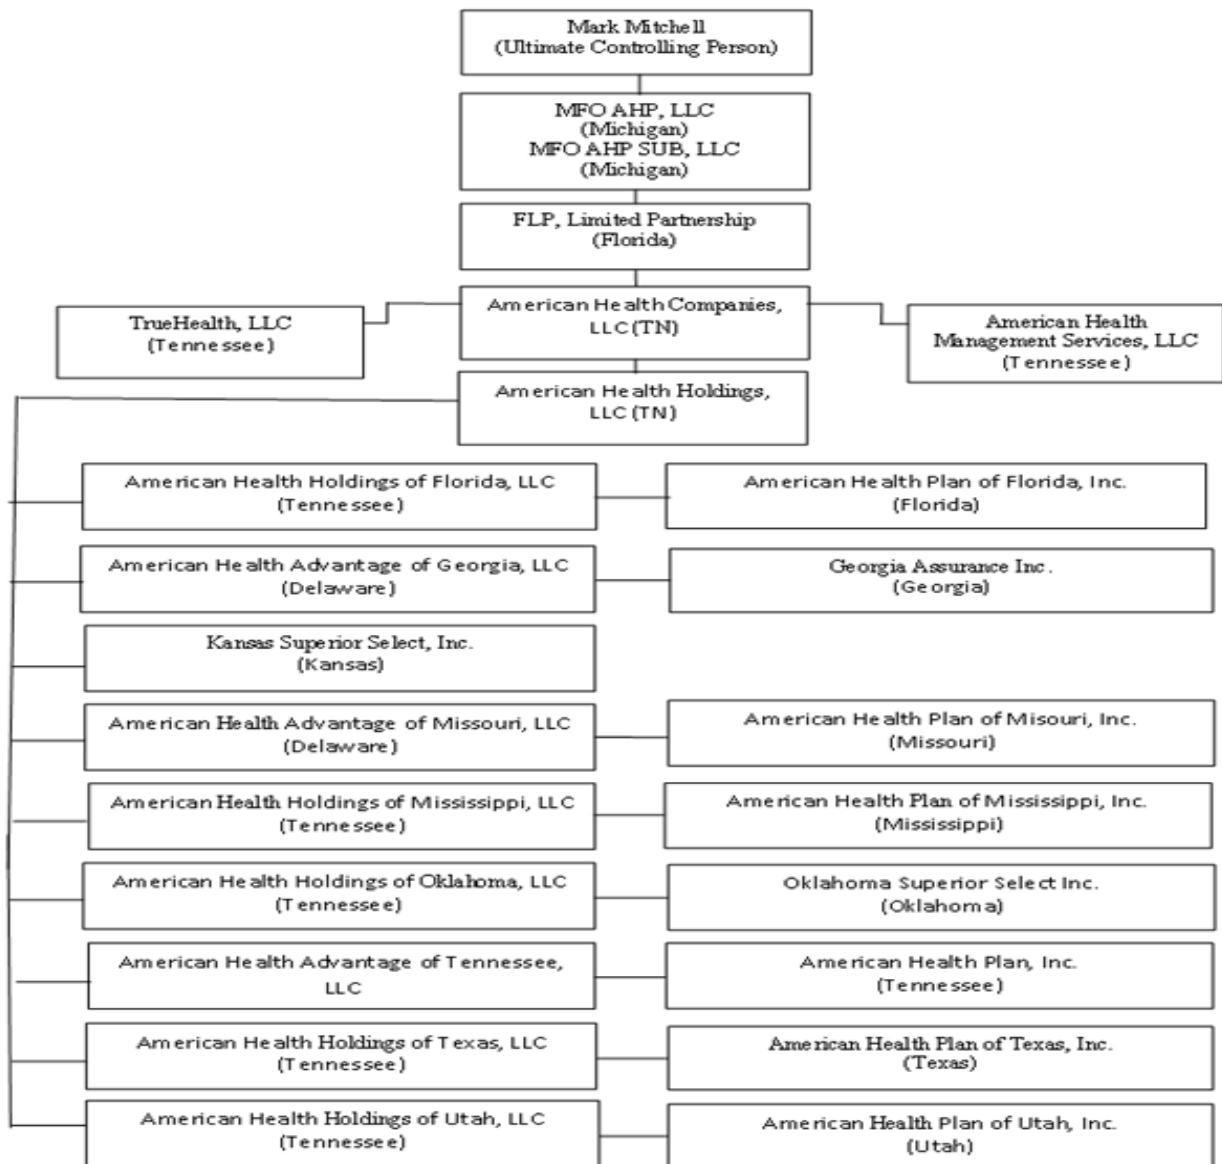 Mark Mitchell
(Ultimate Controlling Person)
MFO AHP, LLC
(Michigan)
MFO AHP SUB, LLC
(Michigan)
FLP, Limited Partnership
(Florida)
American Health Companies,
LLC (TN)
TrueHealth, LLC
(Tennessee)
American Health
Management Services, LLC
(Tennessee)
American Health Holdings,
LLC (TN)
American Health Holdings of Florida, LLC
(Tennessee)
American Health Plan of Florida, Inc.
(Florida)
American Health Advantage of Georgia, LLC
(Delaware)
Georgia Assurance Inc.
(Georgia)
Kansas Superior Select, Inc.
(Kansas)
American Health Advantage of Missouri, LLC
(Delaware)
American Health Plan of Misouri, Inc.
(Missouri)
American Health Holdings of Mississippi, LLC
(Tennessee)
American Health Plan of Mississippi, Inc.
(Mississippi)
American Health Holdings of Oklahoma, LLC
(Tennessee)
Oklahoma Superior Select Inc.
(Oklahoma)
American Health Advantage of Tennessee,
LLC
American Health Plan, Inc.
(Tennessee)
American Health Holdings of Texas, LLC
(Tennessee)
American Health Plan of Texas, Inc.
(Texas)
American Health Holdings of Utah, LLC
(Tennessee)
American Health Plan of Utah, Inc.
(Utah)